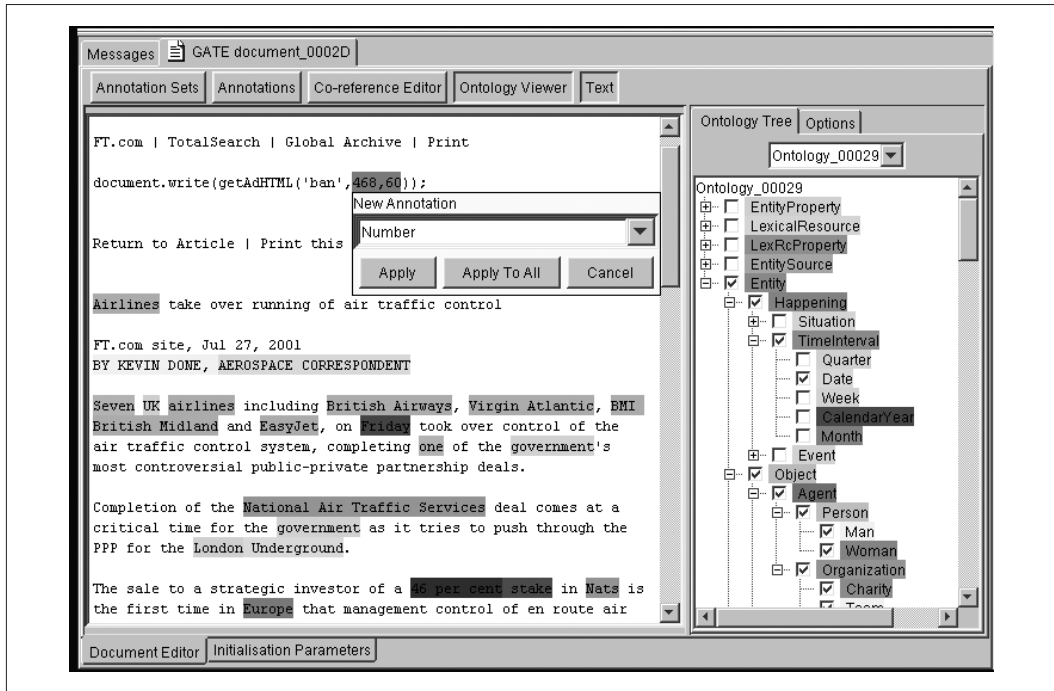 Messages GATE document_0002D
Annotation Sets Annotations Co-reference Editor Ontology Viewer Text
FT.com | TotalSearch | Global Archive | Print
document.write(getAdHTML('ban',468,60));
New Annotation
Number
Return to Article | Print this
Apply Apply To All Cancel
Airlines take over running of air traffic control
FT.com site, Jul 27, 2001
BY KEVIN DONE, AEROSPACE CORRESPONDENT
Seven UK airlines including British Airways, Virgin Atlantic, BMI
British Midland and EasyJet, on Friday took over control of the
air traffic control system, completing one of the government's
most controversial public-private partnership deals.
Completion of the National Air Traffic Services deal comes at a
critical time for the government as it tries to push through the
PPP for the London Underground.
The sale to a strategic investor of a 46 per cent stake in Nats is
the first time in Europe that management control of en route air
Ontology Tree Options
Ontology_00029
Ontology_00029
EntityProperty
LexicalResource
LexRcProperty
EntitySource
Entity
Happening
Situation
TimeInterval
Quarter
Date
Week
CalendarYear
Month
Event
Object
Agent
Person
Man
Woman
Organization
Charity
Team
Document Editor Initialisation Parameters